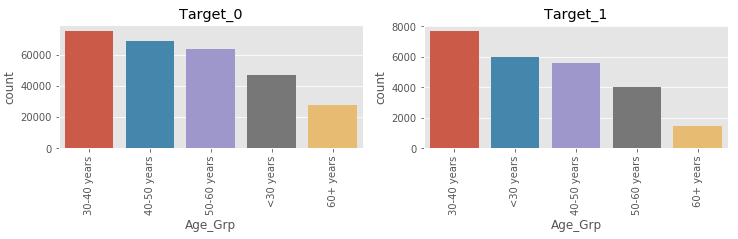 Target_0
count
60000
40000
20000
0
30-40 years
40-50 years
50-60 years
<30 years
60+ years
Age_Grp
Target_1
count
8000
6000
4000
2000
0
30-40 years
<30 years
40-50 years
50-60 years
60+ years
Age_Grp